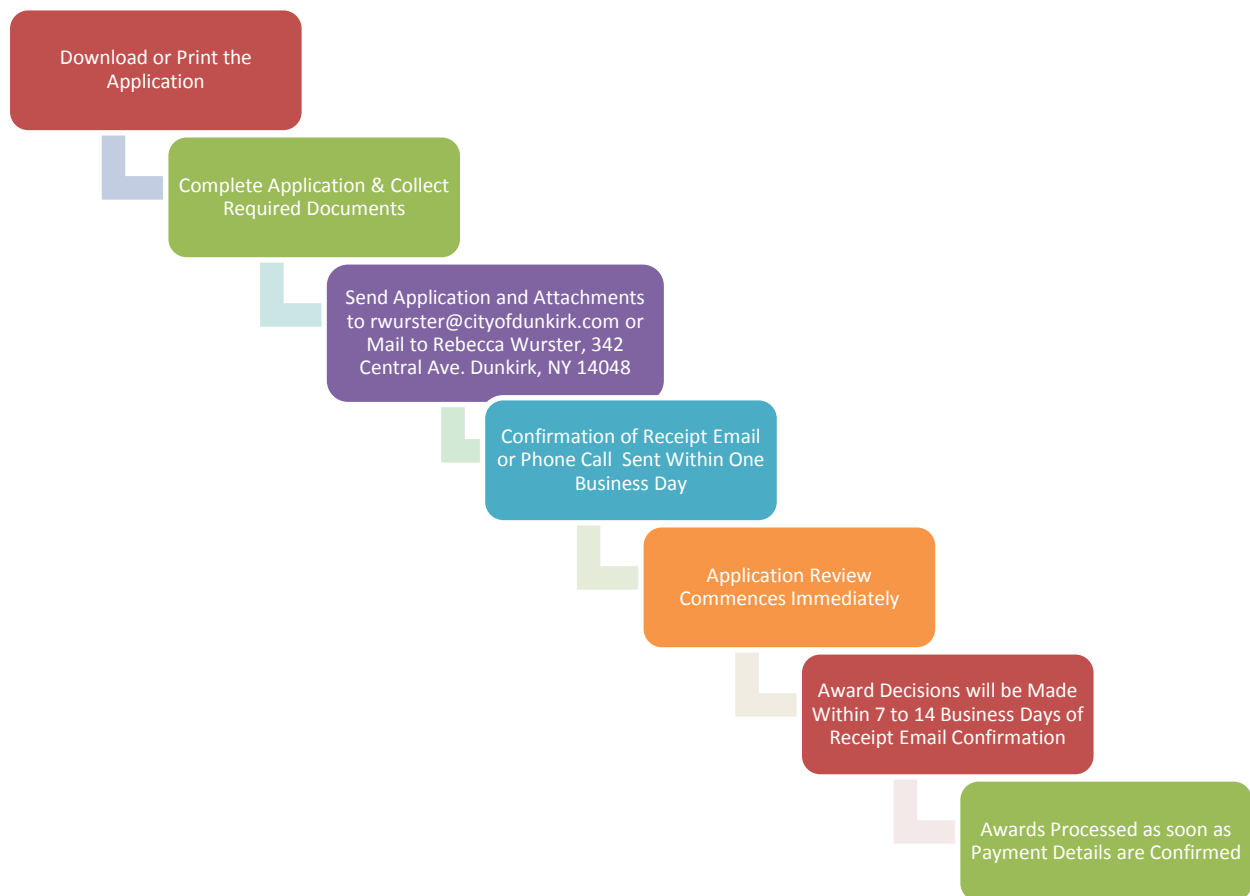 Download or Print the
Application
Complete Application & Collect
Required Documents
Send Application and Attachments
to rwurster@cityofdunkirk.com or
Mail to Rebecca Wurster, 342
Central Ave. Dunkirk, NY 14048
Confirmation of Receipt Email
or Phone Call  Sent Within One
Business Day
Application Review
Commences Immediately
Award Decisions will be Made
Within 7 to 14 Business Days of
Receipt Email Confirmation
Awards Processed as soon as
Payment Details are Confirmed